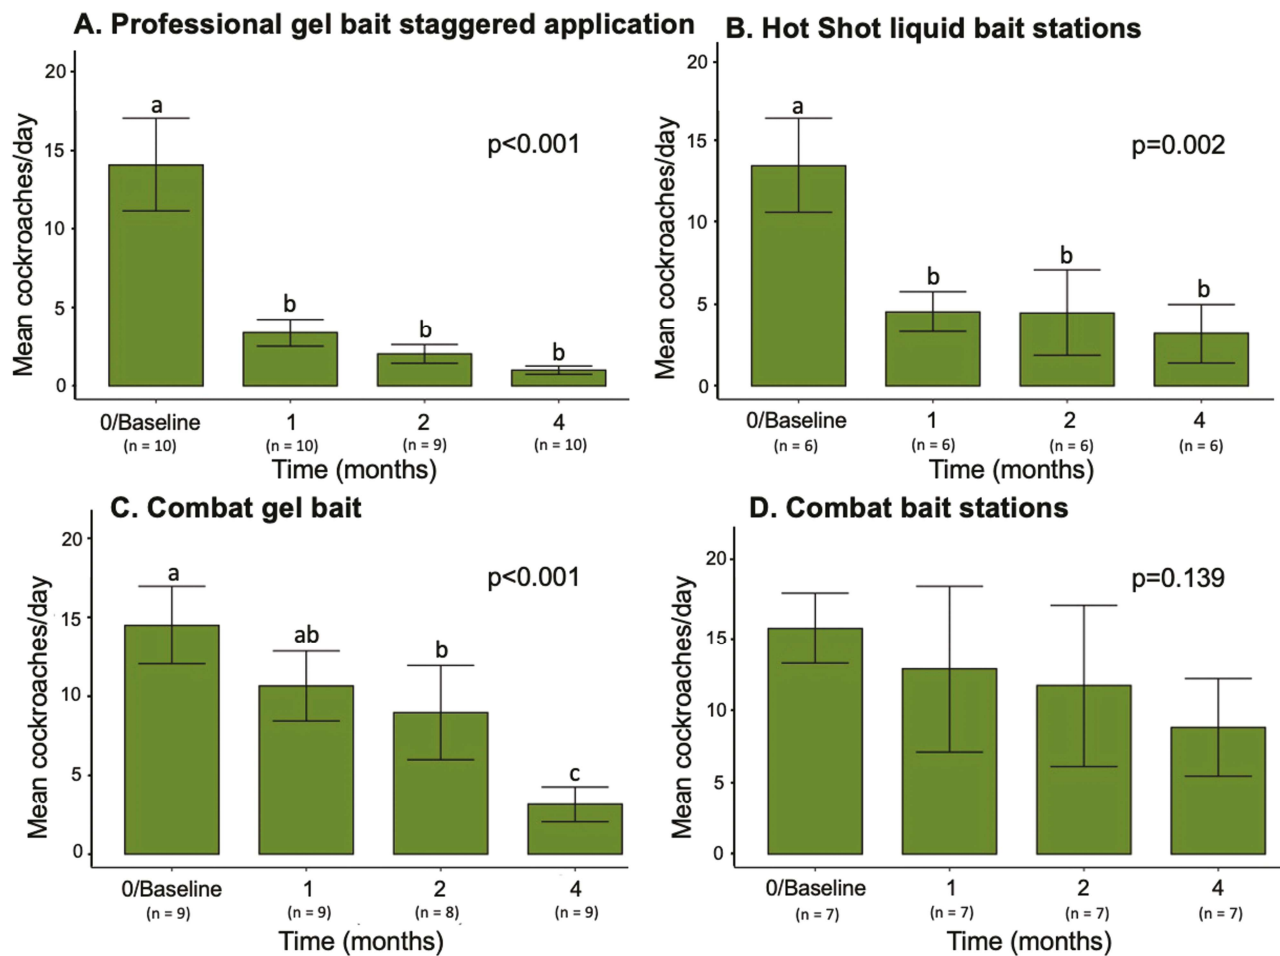 A. Professional gel bait staggered application
Mean cockroaches/day
20
15
10
5
0
a
b
b
b
p<0.001
0/Baseline 1 2 4
(n = 10) (n = 10) (n = 9) (n = 10)
Time (months)
B. Hot Shot liquid bait stations
Mean cockroaches/day
20
15
10
5
0
a
b
b
b
p=0.002
0/Baseline 1 2 4
(n = 6) (n = 6) (n = 6) (n = 6)
Time (months)
C. Combat gel bait
Mean cockroaches/day
20
15
10
5
0
a
ab
b
c
p<0.001
0/Baseline 1 2 4
(n = 9) (n = 9) (n = 8) (n = 9)
Time (months)
D. Combat bait stations
Mean cockroaches/day
20
15
10
5
0
p=0.139
0/Baseline 1 2 4
(n = 7) (n = 7) (n = 7) (n = 7)
Time (months)